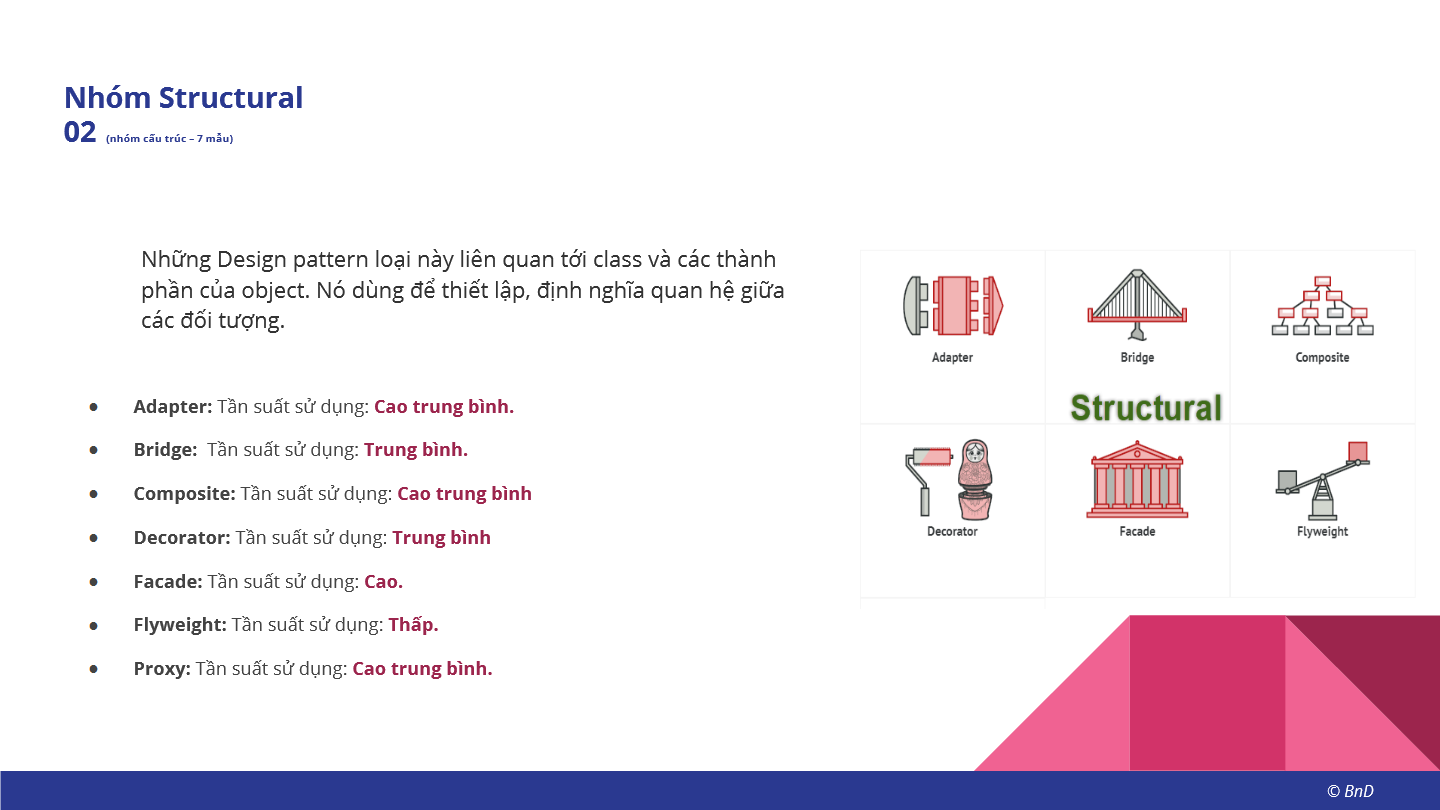 Nhóm Structural
02 (nhóm cấu trúc – 7 mẫu)
Những Design pattern loại này liên quan tới class và các thành
phần của object. Nó dùng để thiết lập, định nghĩa quan hệ giữa
các đối tượng.
● Adapter: Tần suất sử dụng: Cao trung bình.
● Bridge: Tần suất sử dụng: Trung bình.
● Composite: Tần suất sử dụng: Cao trung bình
● Decorator: Tần suất sử dụng: Trung bình
● Facade: Tần suất sử dụng: Cao.
● Flyweight: Tần suất sử dụng: Thấp.
● Proxy: Tần suất sử dụng: Cao trung bình.
Adapter
Bridge
Composite
Structural
Decorator
Facade
Flyweight
© BnD